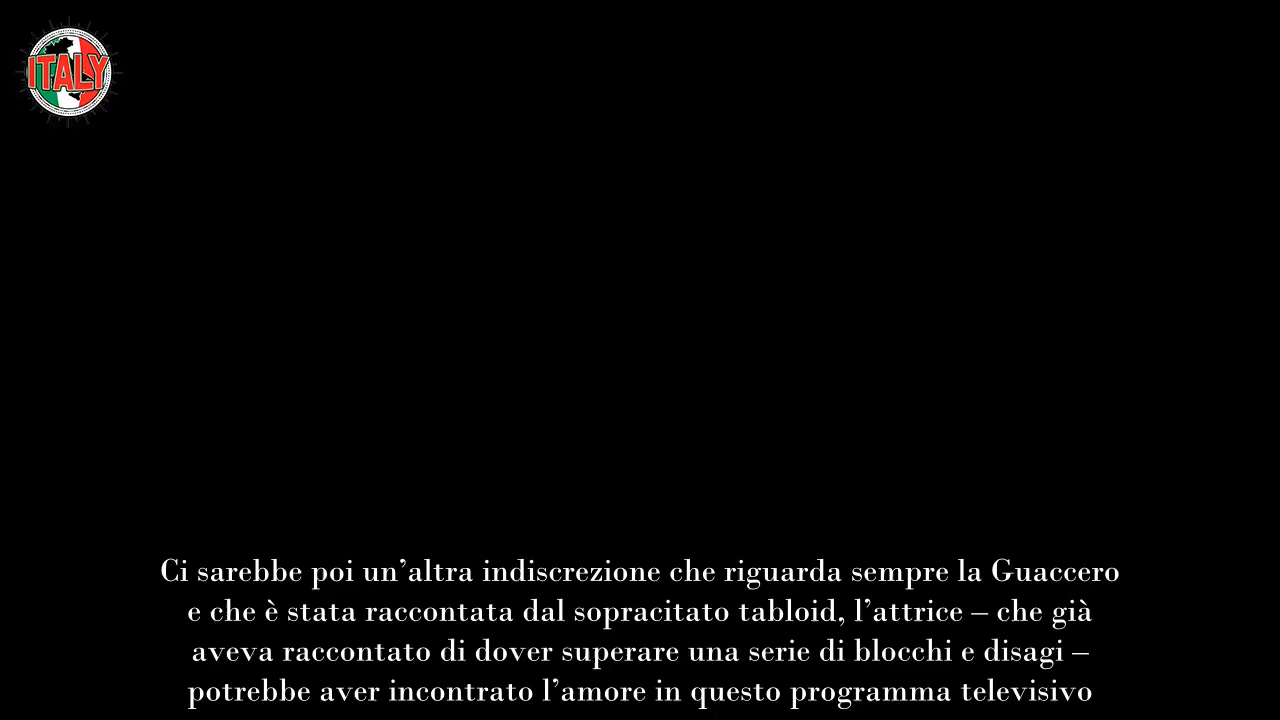 ITALY
Ci sarebbe poi un’altra indiscrezione che riguarda sempre la Guaccero
e che è stata raccontata dal sopracitato tabloid, l’attrice – che già
aveva raccontato di dover superare una serie di blocchi e disagi –
potrebbe aver incontrato l’amore in questo programma televisivo